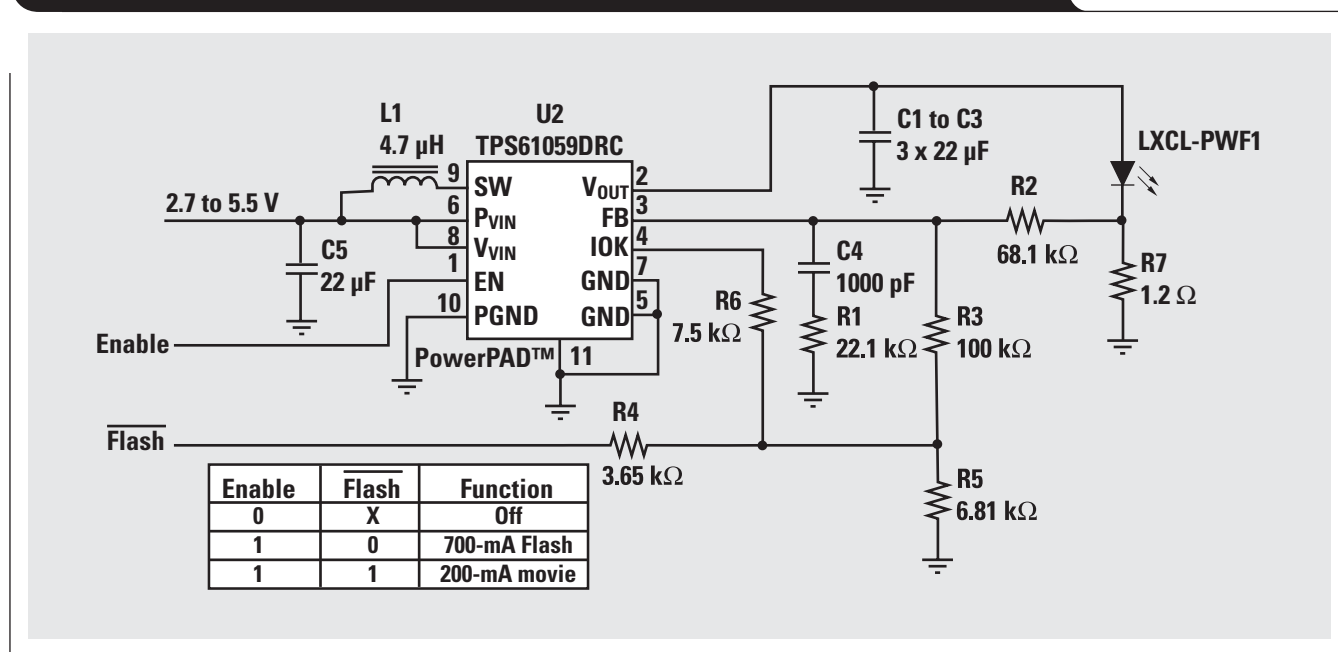 L1
4.7 µH
U2
TPS61059DRC
C1 to C3
3 x 22 µF
LXCL-PWF1
9
SW
V_OUT
2
R2
2.7 to 5.5 V
6
P_VIN
FB
3
8
V_VIN
IOK
4
68.1 kΩ
C5
22 µF
C4
1000 pF
R7
1.2 Ω
1
EN
GND
7
10
PGND
GND
5
R6
7.5 kΩ
R1
22.1 kΩ
R3
100 kΩ
Enable
PowerPAD™
11
R4
3.65 kΩ
Flash
R5
6.81 kΩ
Enable Flash Function
0 X Off
1 0 700-mA Flash
1 1 200-mA movie